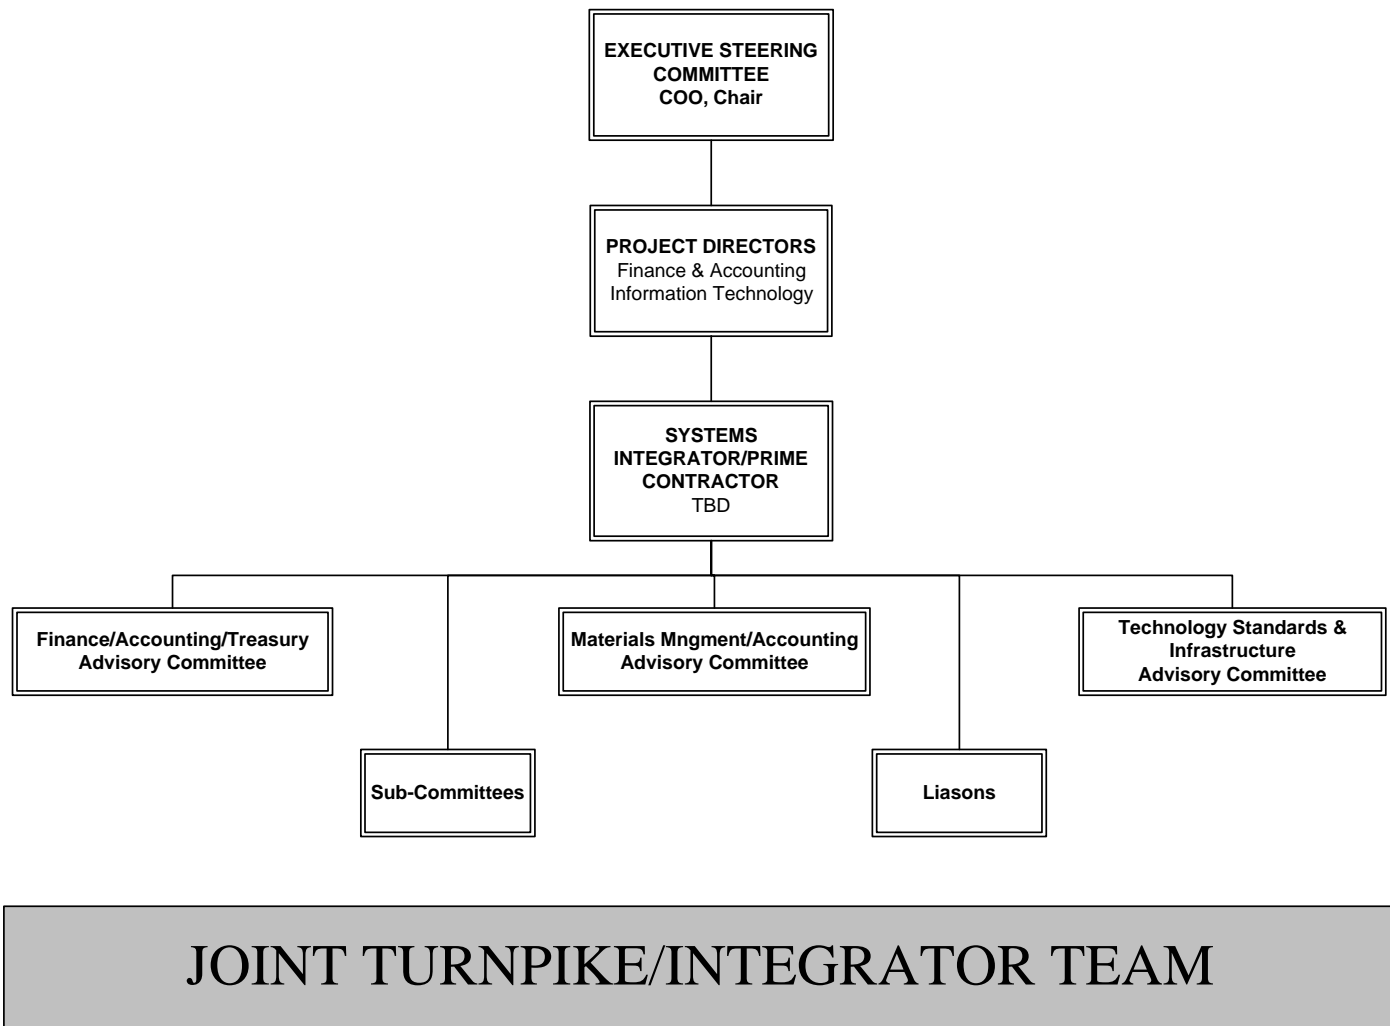 EXECUTIVE STEERING
COMMITTEE
COO, Chair
PROJECT DIRECTORS
Finance & Accounting
Information Technology
SYSTEMS
INTEGRATOR/PRIME
CONTRACTOR
TBD
Finance/Accounting/Treasury
Advisory Committee
Materials Mngment/Accounting
Advisory Committee
Technology Standards &
Infrastructure
Advisory Committee
Sub-Committees
Liasons
JOINT TURNPIKE/INTEGRATOR TEAM